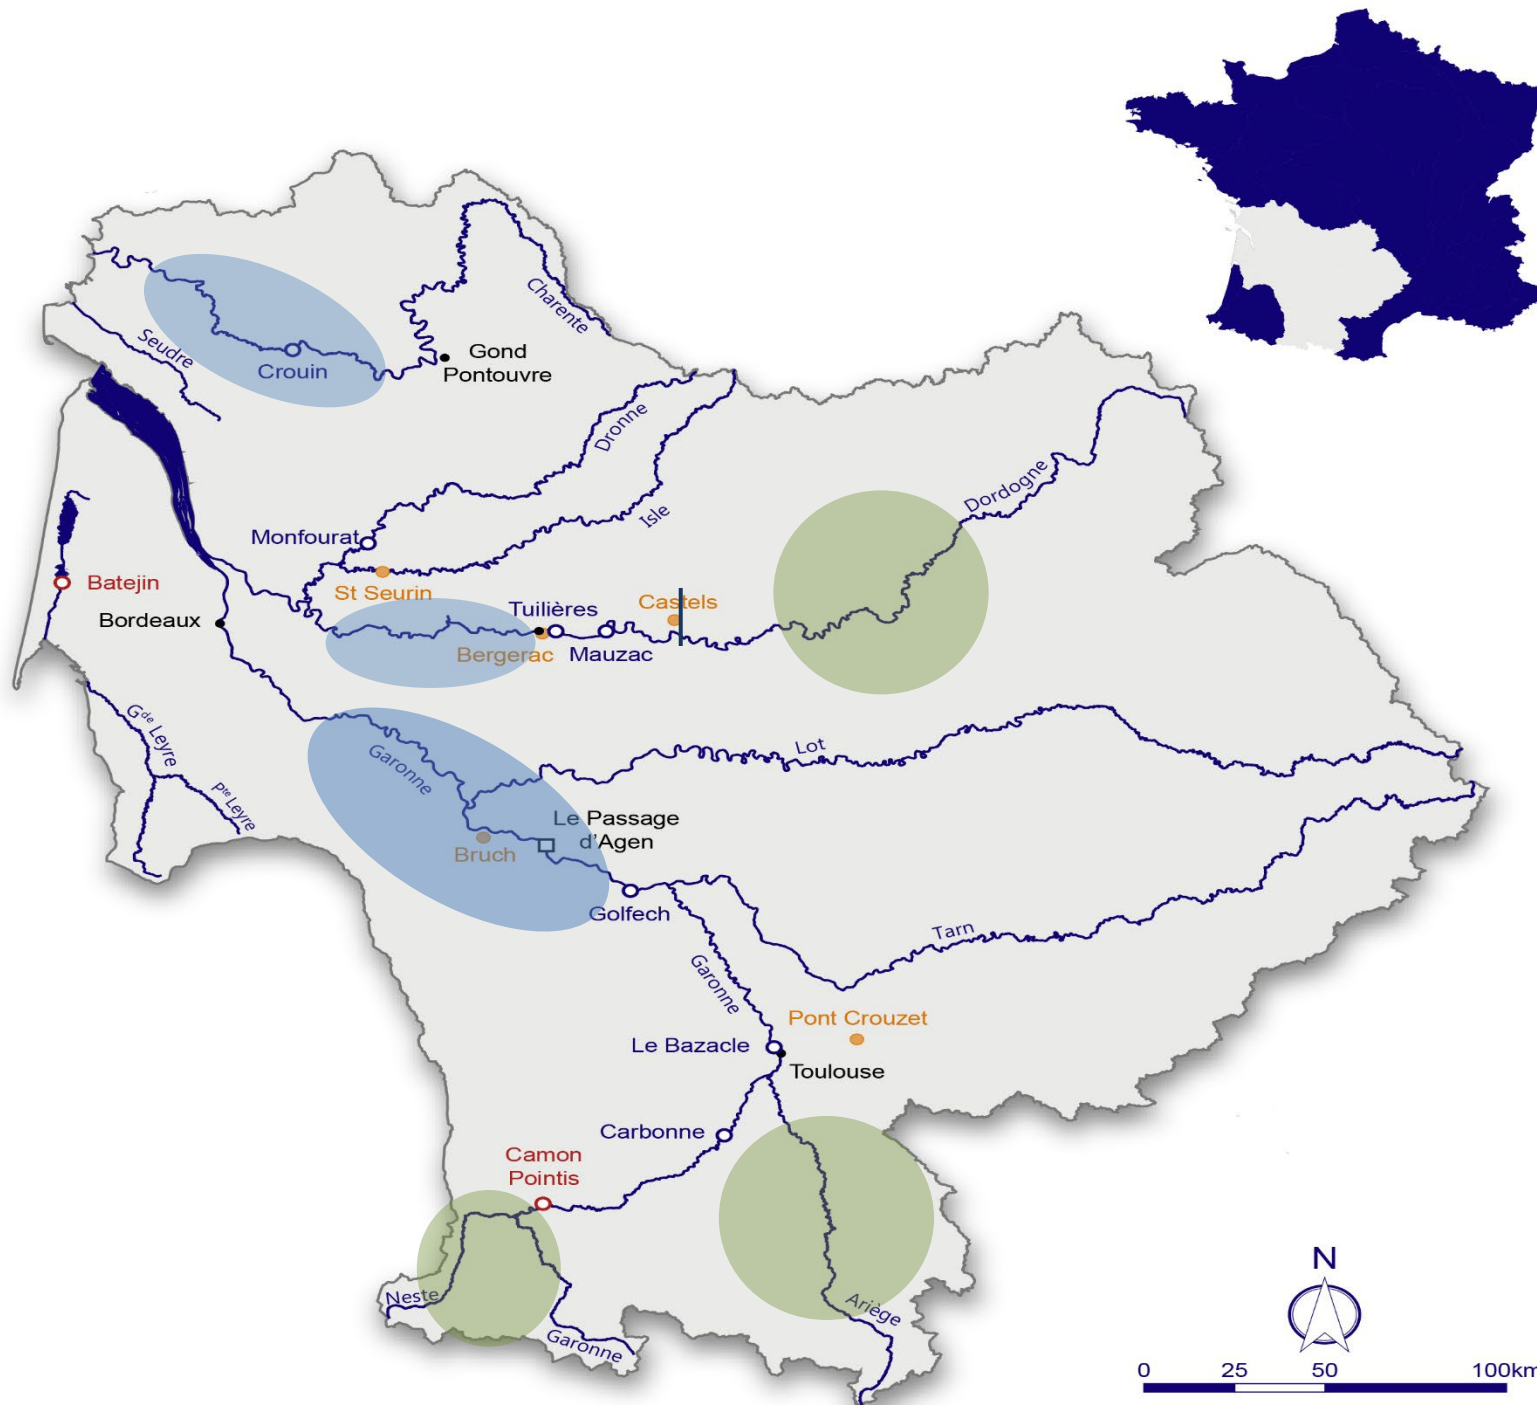 Charente
Seudre
Crouin
Gond
Pontouvre
Dronne
Isle
Dordogne
Monfourat
St Seurin
Batejin
Bordeaux
Tuilières
Castels
Bergerac
Mauzac
Gde Leyre
Pte Leyre
Garonne
Lot
Le Passage
d'Agen
Bruch
Golfech
Tarn
Garonne
Pont Crouzet
Le Bazacle
Toulouse
Carbonne
Camon
Pointis
Neste
Garonne
Ariège
N
0 25 50 100km